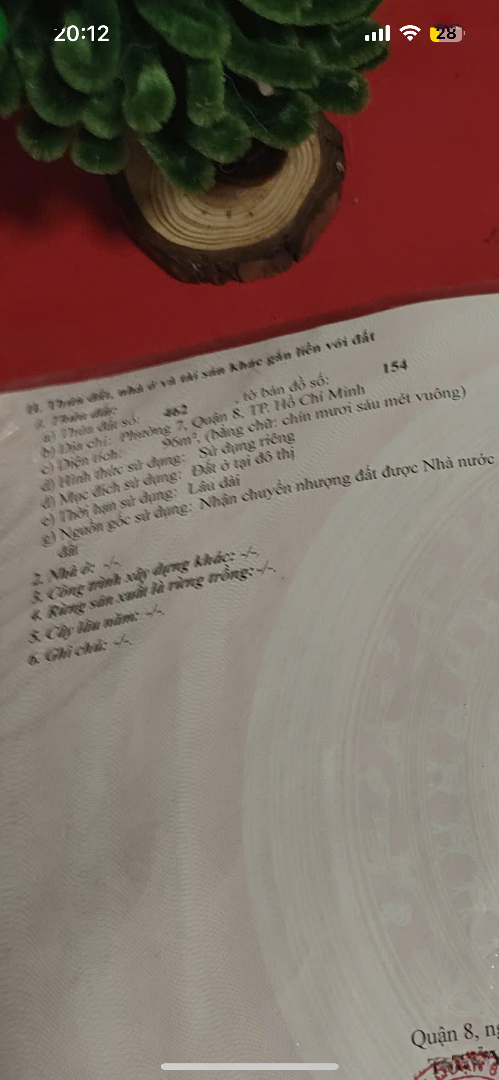 20:12
28
II. Thửa đất, nhà ở và tài sản khác gắn liền với đất
1. Thửa đất:
a) Thửa đất số: 462 , tờ bản đồ số: 154
b) Địa chỉ: Phường 7, Quận 8, TP. Hồ Chí Minh
c) Diện tích: 96m², (bằng chữ: chín mươi sáu mét vuông)
d) Hình thức sử dụng: Sử dụng riêng
đ) Mục đích sử dụng: Đất ở tại đô thị
e) Thời hạn sử dụng: Lâu dài
g) Nguồn gốc sử dụng: Nhận chuyển nhượng đất được Nhà nước
đất
2. Nhà ở: -/-.
3. Công trình xây dựng khác: -/-.
4. Rừng sản xuất là rừng trồng: -/-.
5. Cây lâu năm: -/-.
6. Ghi chú: -/-.
Quận 8,